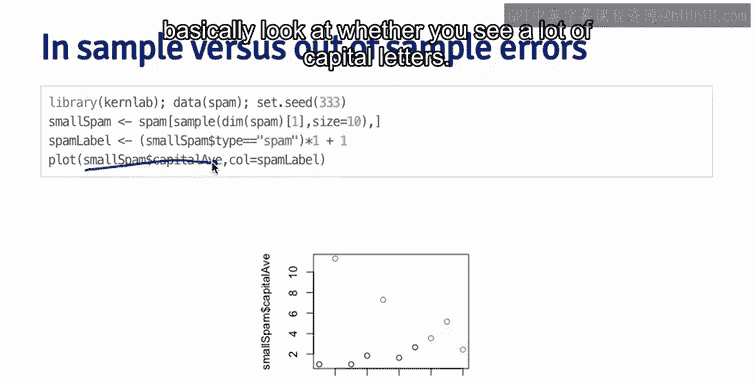 basically look at whether you see a lot of
capital letters.
In sample versus out of sample errors
library(kernlab); data(spam); set.seed(333)
smallSpam <- spam[sample(dim(spam)[1],size=10),]
spamLabel <- (smallSpam$type=="spam")*1 + 1
plot(smallSpam$capitalAve,col=spamLabel)
smallSpam$capitalAve
10
8
6
4
2